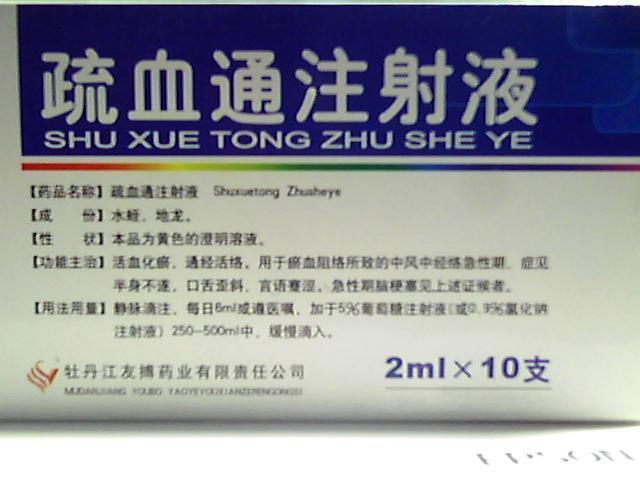 疏血通注射液
SHU XUE TONG ZHU SHE YE
【药品名称】疏血通注射液 Shuxuetong Zhusheye
【成 份】水蛭、地龙。
【性 状】本品为黄色的澄明溶液。
【功能主治】活血化瘀，通经活络。用于瘀血阻络所致的中风中经络急性期，症见
半身不遂，口舌歪斜，言语蹇涩。急性期脑梗塞见上述证候者。
【用法用量】静脉滴注，每日6ml或遵医嘱，加于5%葡萄糖注射液（或0.9%氯化钠
注射液）250-500ml中，缓慢滴入。
牡丹江友搏药业有限责任公司
MUDANJIANG YOUBO YAOYEYOUXIANZERENGONGSI
2ml×10支